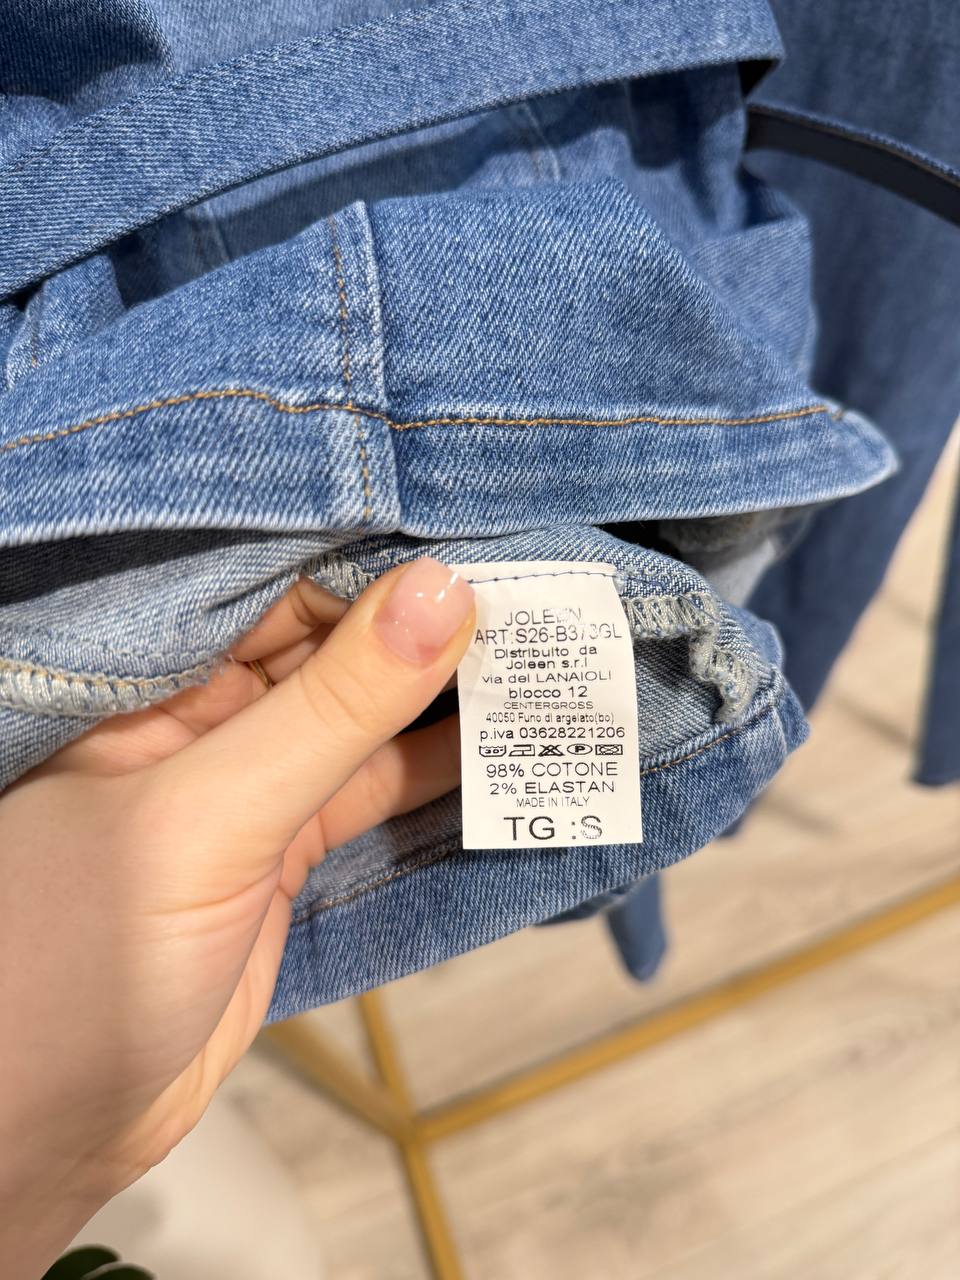 JOLEEN
ART:S26-B373GL
Distribuito da
Joleen s.r.l
via del LANAIOLI
blocco 12
CENTERGROSS
40050 Funo di argelato(bo)
p.iva 03628221206
30° P
98% COTONE
2% ELASTAN
MADE IN ITALY
TG :S